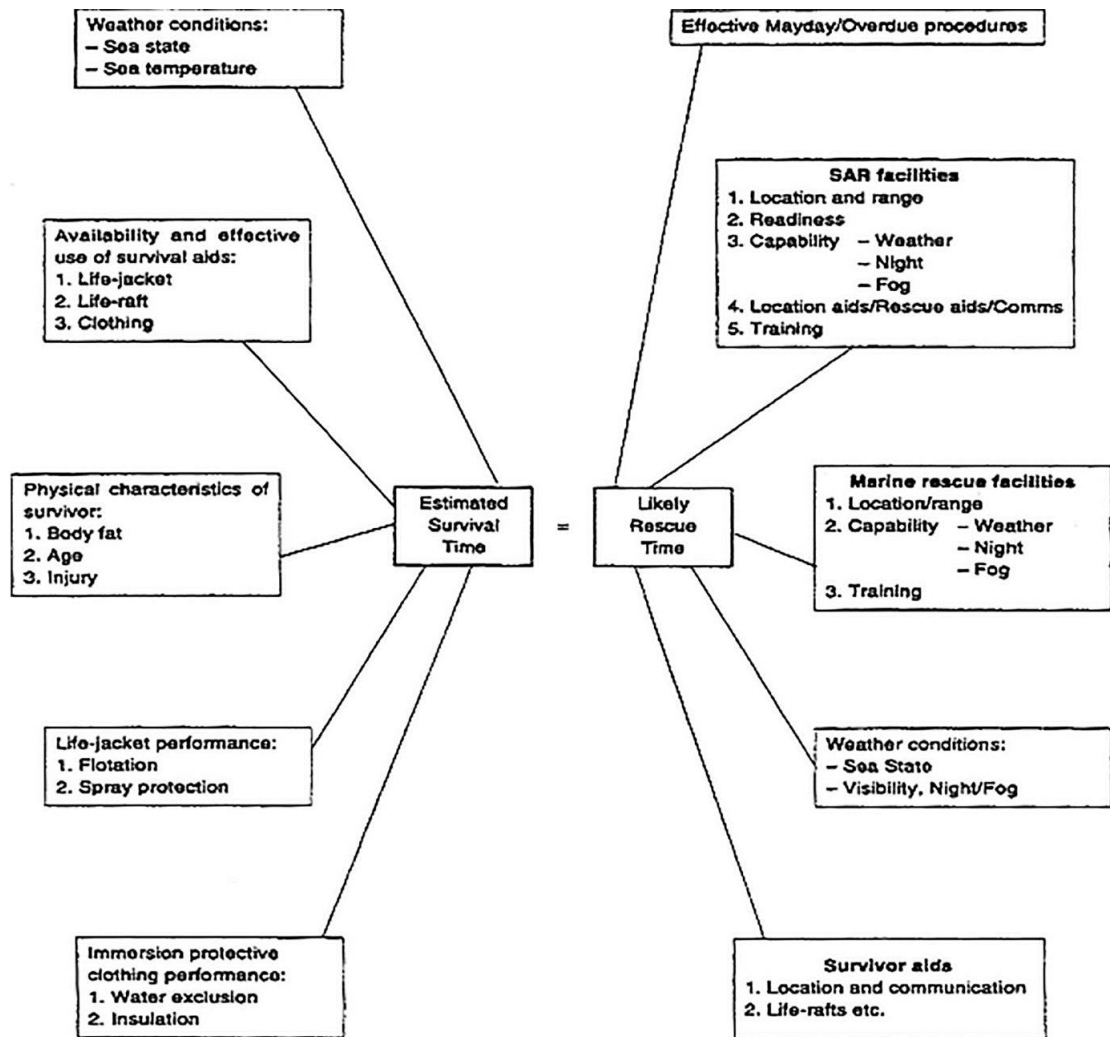 Weather conditions:
– Sea state
– Sea temperature
Effective Mayday/Overdue procedures
SAR facilities
1. Location and range
2. Readiness
3. Capability – Weather
– Night
– Fog
4. Location aids/Rescue aids/Comms
5. Training
Availability and effective
use of survival aids:
1. Life-jacket
2. Life-raft
3. Clothing
Physical characteristics of
survivor:
1. Body fat
2. Age
3. Injury
Estimated
Survival
Time
=
Likely
Rescue
Time
Marine rescue facilities
1. Location/range
2. Capability – Weather
– Night
– Fog
3. Training
Life-jacket performance:
1. Flotation
2. Spray protection
Weather conditions:
– Sea State
– Visibility, Night/Fog
Immersion protective
clothing performance:
1. Water exclusion
2. Insulation
Survivor aids
1. Location and communication
2. Life-rafts etc.